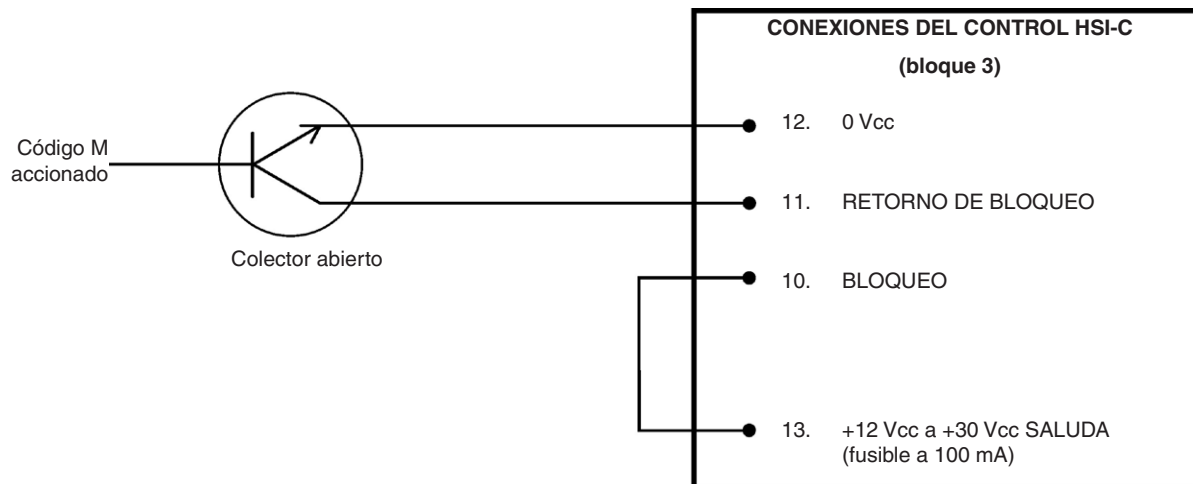 CONEXIONES DEL CONTROL HSI-C
(bloque 3)
Código M
accionado
Colector abierto
12. 0 Vcc
11. RETORNO DE BLOQUEO
10. BLOQUEO
13. +12 Vcc a +30 Vcc SALUDA
(fusible a 100 mA)